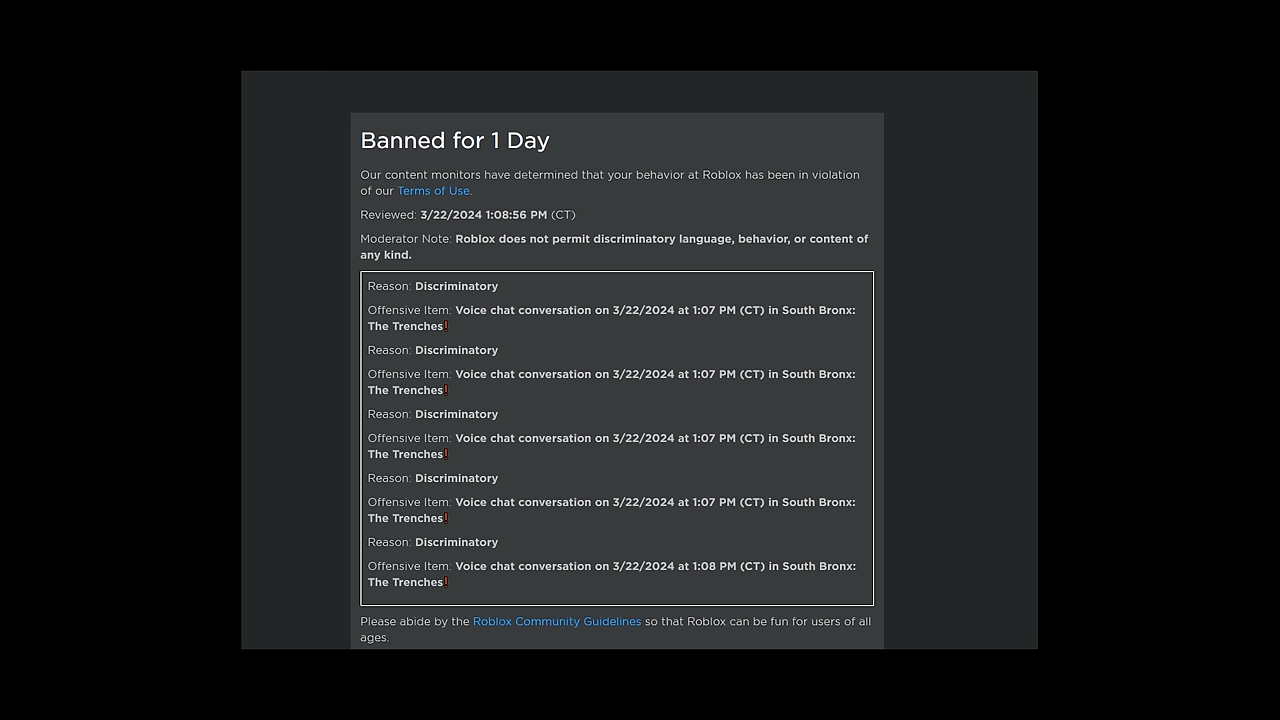 Banned for 1 Day
Our content monitors have determined that your behavior at Roblox has been in violation
of our Terms of Use.
Reviewed: 3/22/2024 1:08:56 PM (CT)
Moderator Note: Roblox does not permit discriminatory language, behavior, or content of
any kind.
Reason: Discriminatory
Offensive Item: Voice chat conversation on 3/22/2024 at 1:07 PM (CT) in South Bronx:
The Trenches❗
Reason: Discriminatory
Offensive Item: Voice chat conversation on 3/22/2024 at 1:07 PM (CT) in South Bronx:
The Trenches❗
Reason: Discriminatory
Offensive Item: Voice chat conversation on 3/22/2024 at 1:07 PM (CT) in South Bronx:
The Trenches❗
Reason: Discriminatory
Offensive Item: Voice chat conversation on 3/22/2024 at 1:07 PM (CT) in South Bronx:
The Trenches❗
Reason: Discriminatory
Offensive Item: Voice chat conversation on 3/22/2024 at 1:08 PM (CT) in South Bronx:
The Trenches❗
Please abide by the Roblox Community Guidelines so that Roblox can be fun for users of all
ages.